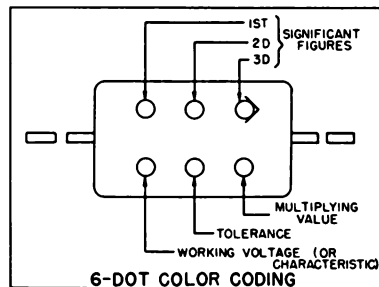 1ST
2D
3D
SIGNIFICANT
FIGURES
MULTIPLYING
VALUE
TOLERANCE
WORKING VOLTAGE (OR
CHARACTERISTIC)
6-DOT COLOR CODING